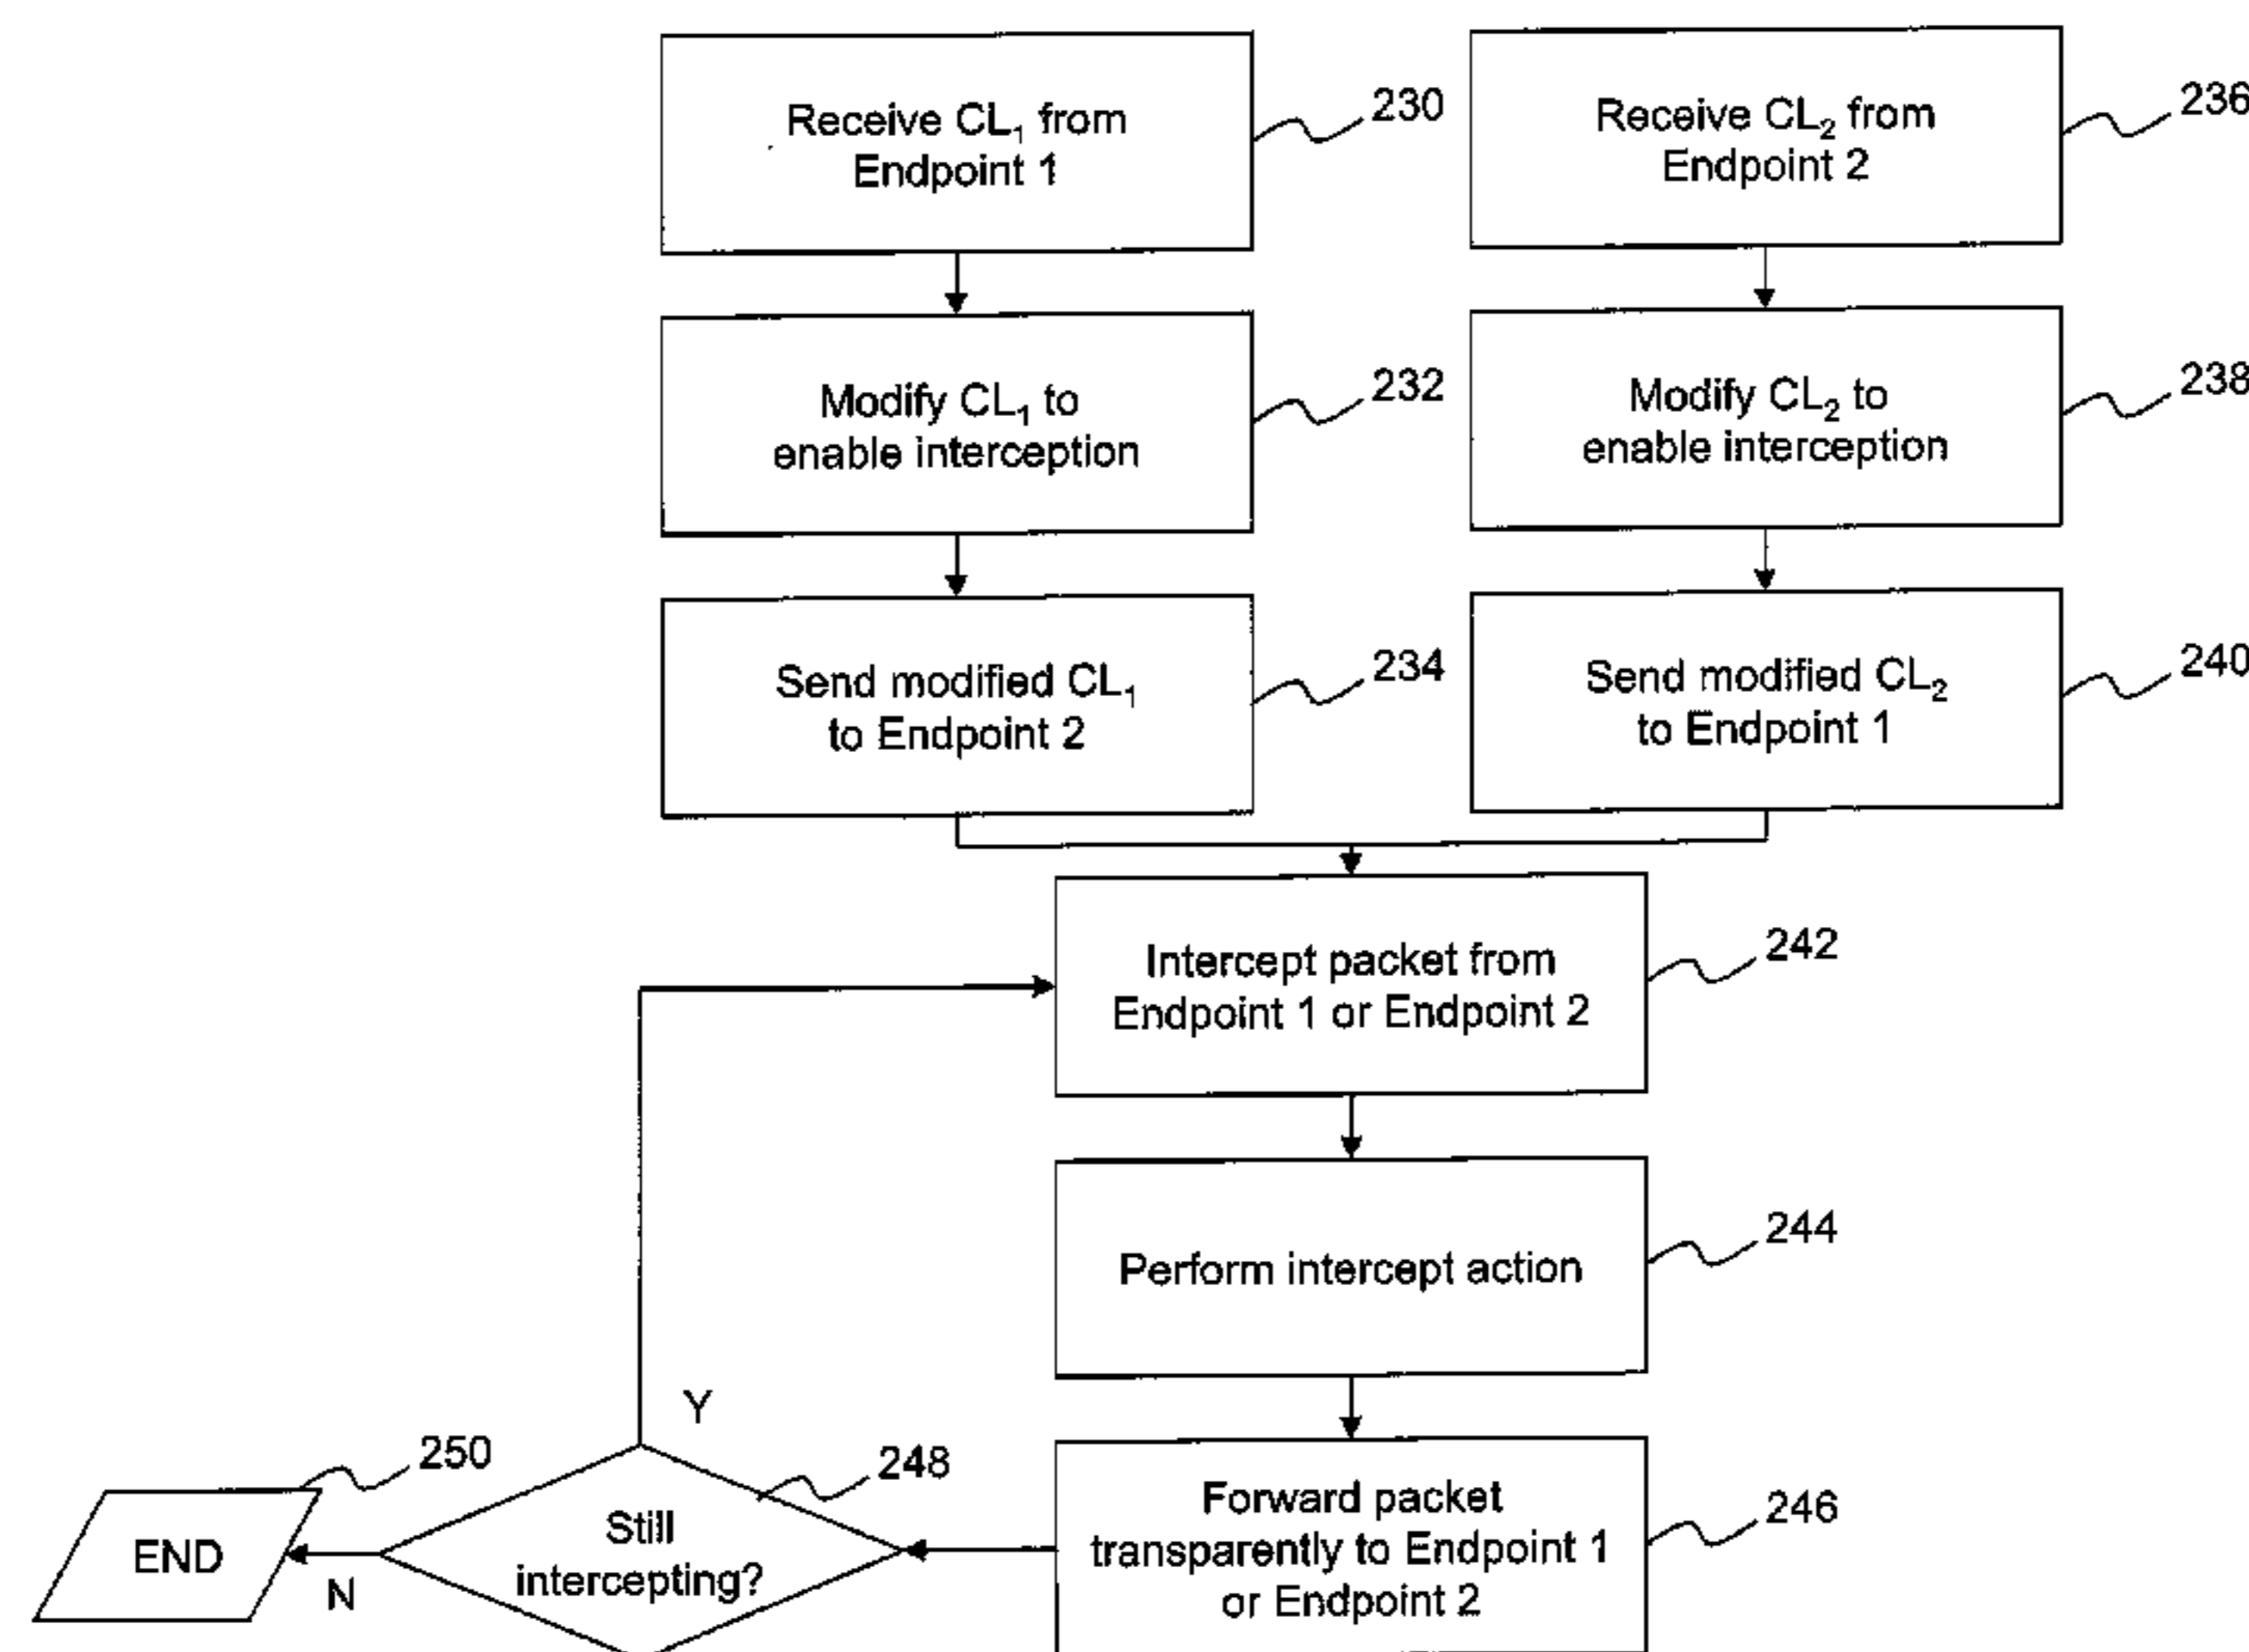 Receive CL₁ from
Endpoint 1
230
Receive CL₂ from
Endpoint 2
236
Modify CL₁ to
enable interception
232
Modify CL₂ to
enable interception
238
Send modified CL₁
to Endpoint 2
234
Send modified CL₂
to Endpoint 1
240
Intercept packet from
Endpoint 1 or Endpoint 2
242
Perform intercept action
244
Forward packet
transparently to Endpoint 1
or Endpoint 2
246
Y
248
Still
intercepting?
N
250
END